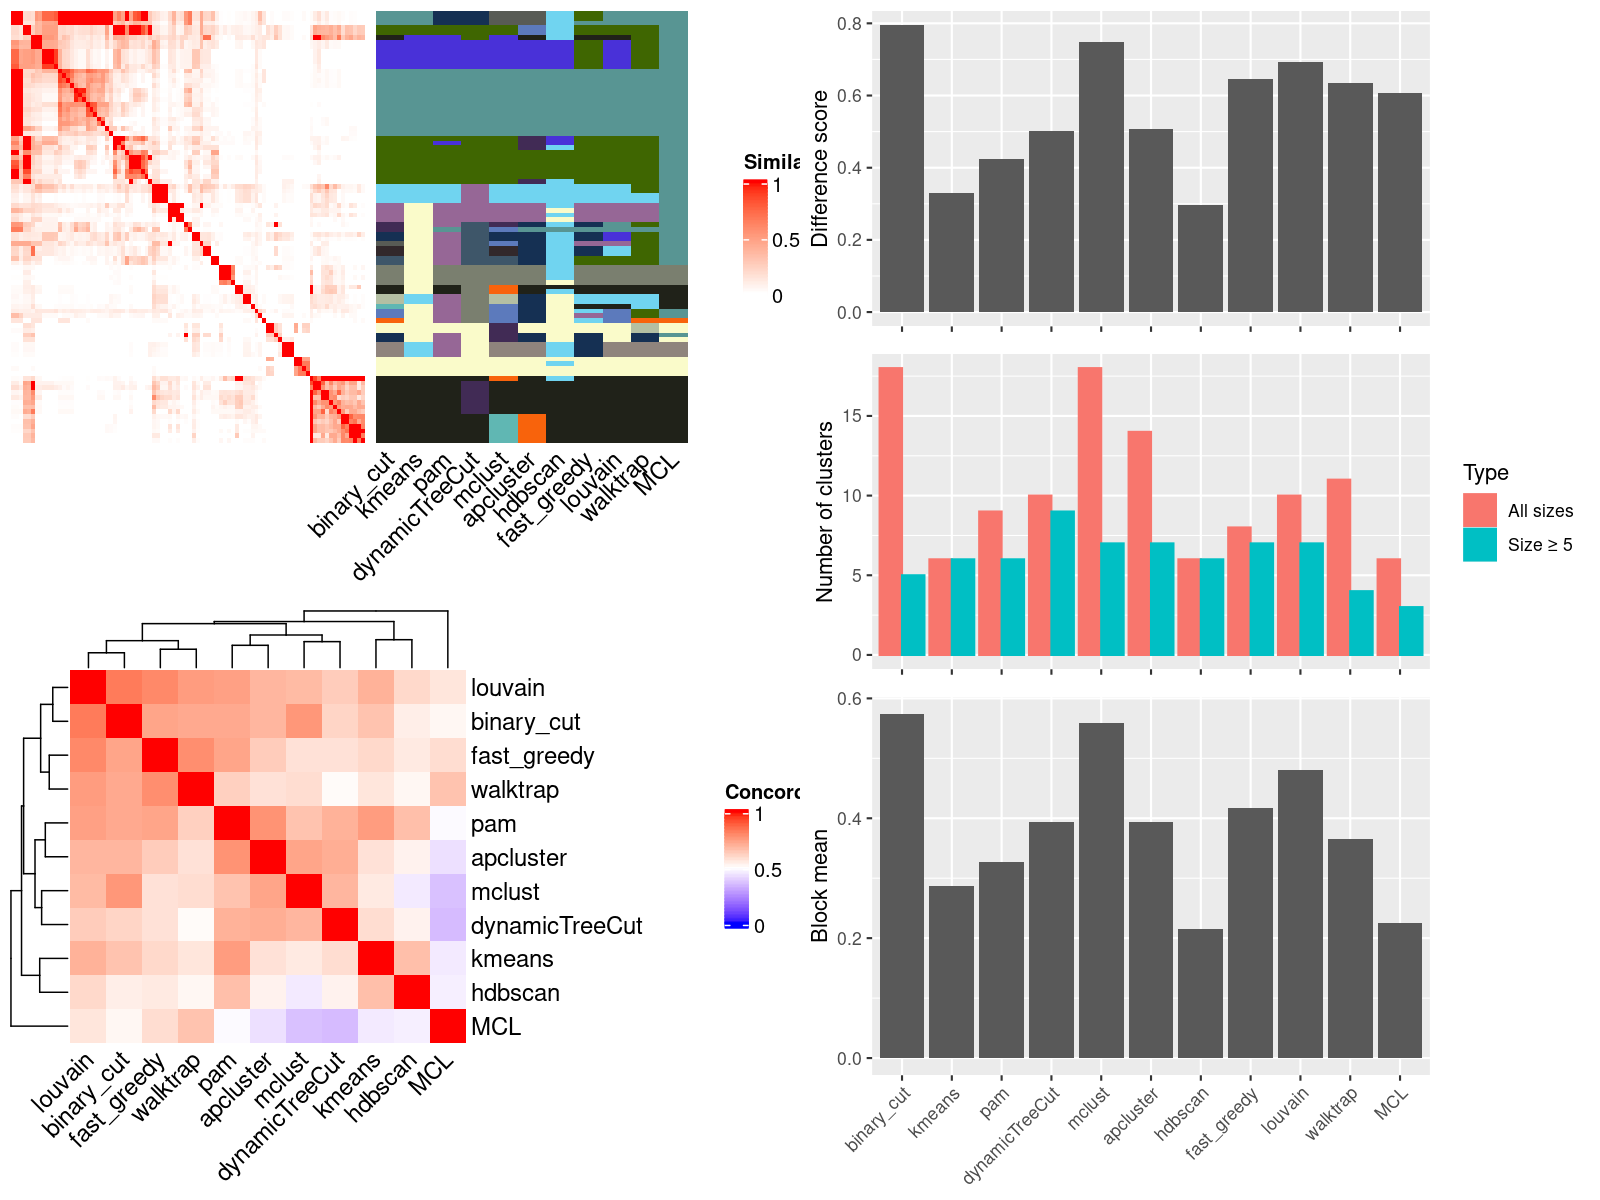 Simila
1
0.5
0
binary_cut
kmeans
pam
dynamicTreeCut
mclust
apcluster
hdbscan
fast_greedy
louvain
walktrap
MCL
louvain
binary_cut
fast_greedy
walktrap
pam
apcluster
mclust
dynamicTreeCut
kmeans
hdbscan
MCL
louvain
binary_cut
fast_greedy
walktrap
pam
apcluster
mclust
dynamicTreeCut
kmeans
hdbscan
MCL
Concord
1
0.5
0
Difference score
0.8
0.6
0.4
0.2
0.0
Number of clusters
15
10
5
0
Type
All sizes
Size ≥ 5
Block mean
0.6
0.4
0.2
0.0
binary_cut
kmeans
pam
dynamicTreeCut
mclust
apcluster
hdbscan
fast_greedy
louvain
walktrap
MCL